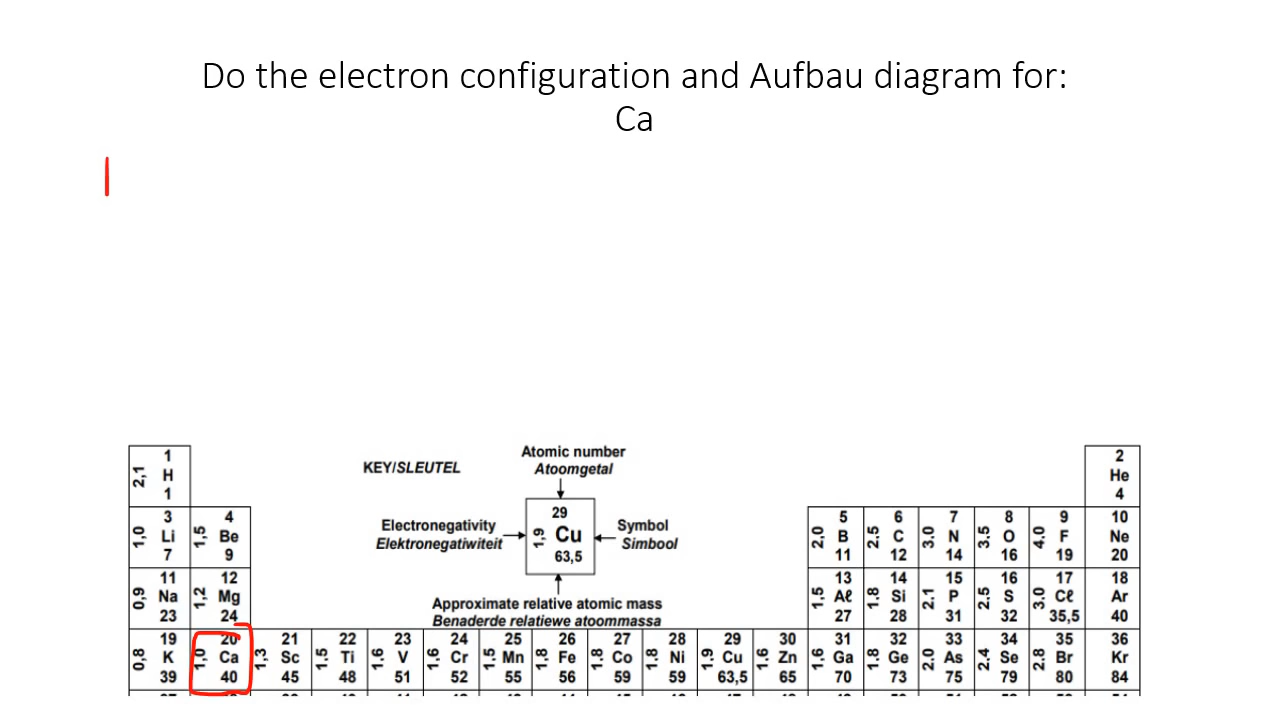 Do the electron configuration and Aufbau diagram for:
Ca
KEY/SLEUTEL
Atomic number
Atoomgetal
Electronegativity
Elektronegatiwiteit
29
1,9 Cu
63,5
Symbol
Simbool
Approximate relative atomic mass
Benaderde relatiewe atoommassa
1 2
2,1 H He
1 4
3 4 5 6 7 8 9 10
1,0 Li 1,5 Be 2,0 B 2,5 C 3,0 N 3,5 O 4,0 F Ne
7 9 11 12 14 16 19 20
11 12 13 14 15 16 17 18
0,9 Na 1,2 Mg 1,5 Aℓ 1,8 Si 2,1 P 2,5 S 3,0 Cℓ Ar
23 24 27 28 31 32 35,5 40
19 20 21 22 23 24 25 26 27 28 29 30 31 32 33 34 35 36
0,8 K 1,0 Ca 1,3 Sc 1,5 Ti 1,6 V 1,6 Cr 1,5 Mn 1,8 Fe 1,8 Co 1,8 Ni 1,9 Cu 1,6 Zn 1,6 Ga 1,8 Ge 2,0 As 2,4 Se 2,8 Br Kr
39 40 45 48 51 52 55 56 59 59 63,5 65 70 73 75 79 80 84